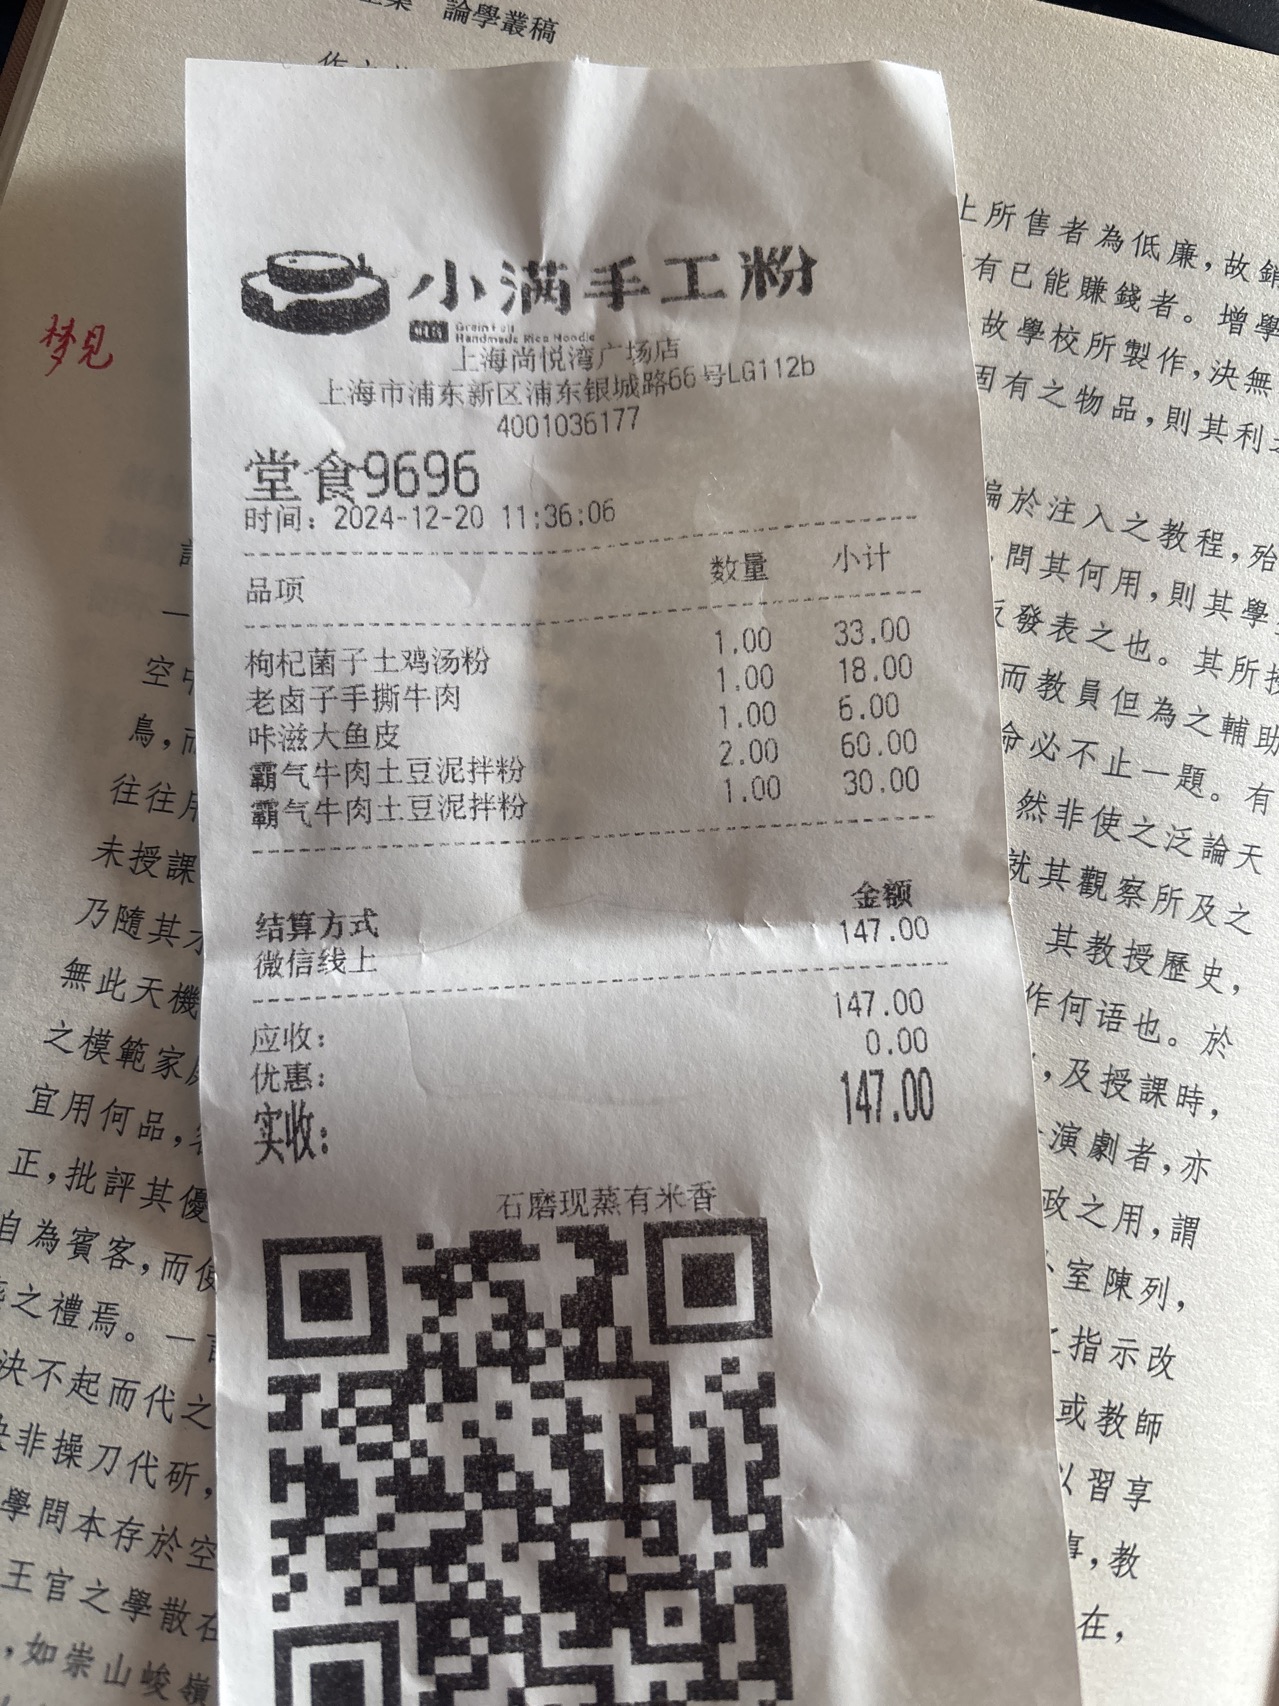 論學叢稿
梦见
小满手工粉
Handmade Rice Noodle
上海尚悦湾广场店
上海市浦东新区浦东银城路66号LG112b
4001036177
堂食9696
时间：2024-12-20 11:36:06
品项 数量 小计
枸杞菌子土鸡汤粉 1.00 33.00
老卤子手撕牛肉 1.00 18.00
咔滋大鱼皮 1.00 6.00
霸气牛肉土豆泥拌粉 2.00 60.00
霸气牛肉土豆泥拌粉 1.00 30.00
结算方式 金额
微信线上 147.00
应收： 147.00
优惠： 0.00
实收： 147.00
石磨现蒸有米香
空
鳥，而
往往
未授課
乃隨其
無此天機
之模範家
宜用何品，
正，批評其優
自為賓客，而使
之禮焉。一
決不起而代之
非操刀代斫，
學問本存於空
王官之學散在
，如崇山峻嶺
上所售者為低廉，故銷
有已能賺錢者。增學
故學校所製作，決無
固有之物品，則其利
偏於注入之教程，殆
問其何用，則其學
發表之也。其所
而教員但為之輔助
命必不止一題。有
然非使之泛論天
就其觀察所及之
其教授歷史，
作何语也。於
，及授課時，
演劇者，亦
政之用，謂
室陳列，
指示改
或教師
以習享
，教
在，